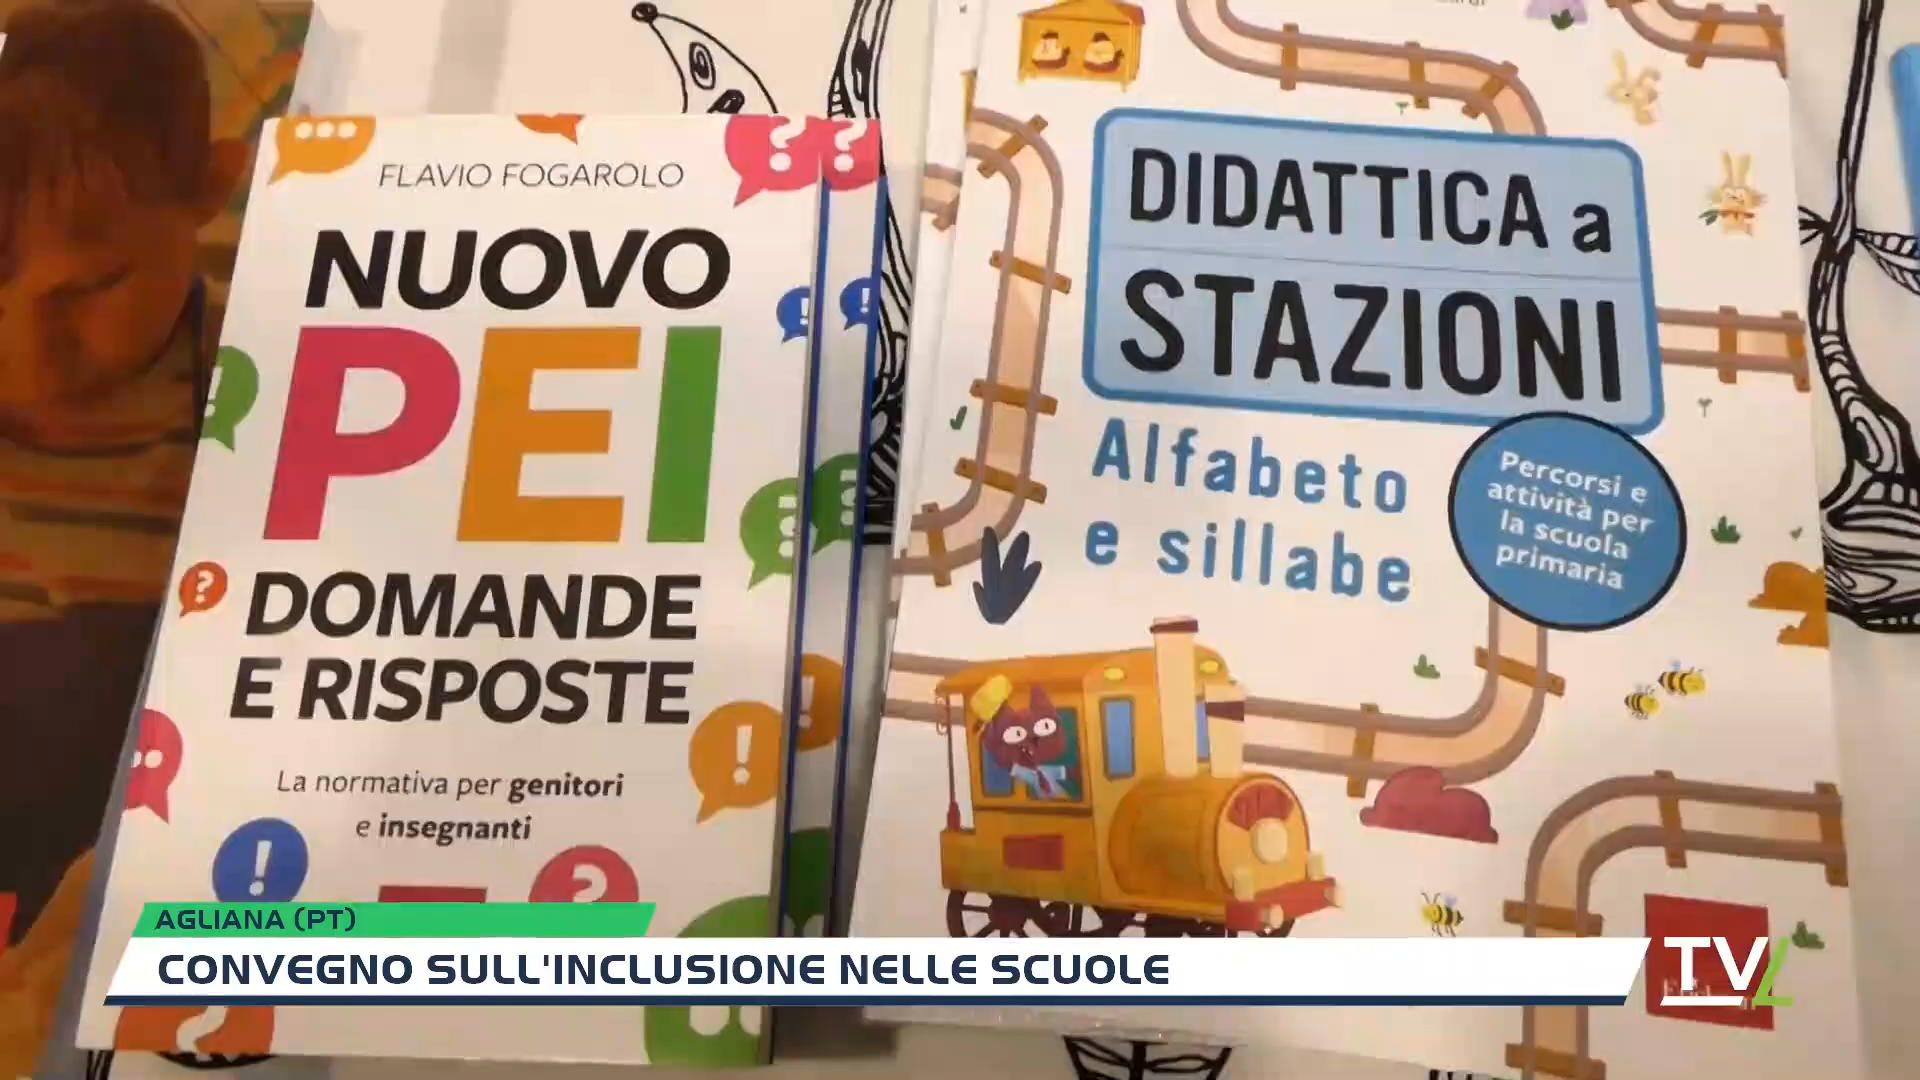 FLAVIO FOGAROLO
NUOVO
PEI
DOMANDE
E RISPOSTE
La normativa per genitori
e insegnanti
DIDATTICA a
STAZIONI
Alfabeto
e sillabe
Percorsi e
attività per
la scuola
primaria
AGLIANA (PT)
CONVEGNO SULL'INCLUSIONE NELLE SCUOLE
TVL